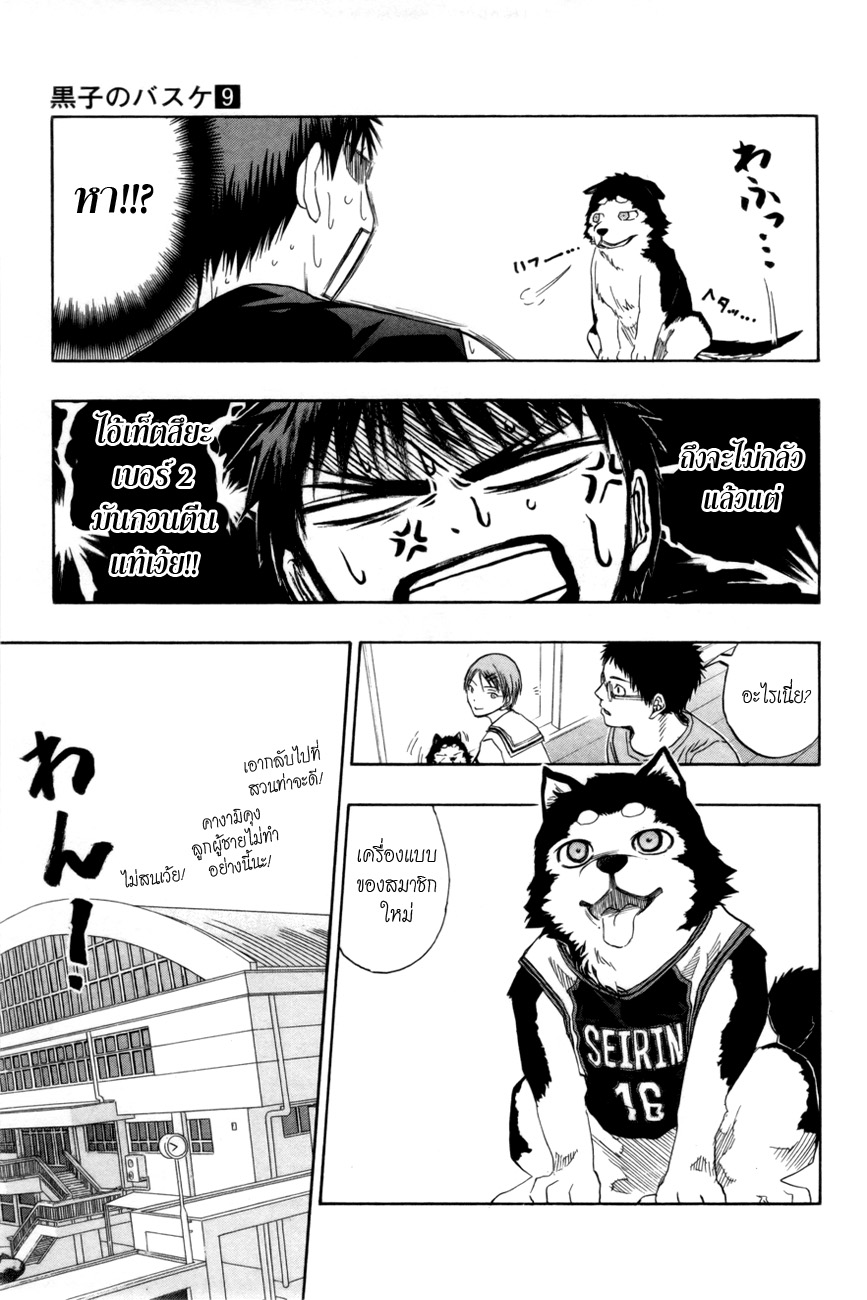 黒子のバスケ9
わふっ…
ハフー…
ヘタッ…
หา!!!?
ถึงจะไม่กลัว
แล้วแต่
ไอ้เท็ตสึยะ
เบอร์ 2
มันกวนตีน
แท้เว้ย!!
อะไรเนี่ย?
เครื่องแบบ
ของสมาชิก
ใหม่
SEIRIN
16
เอากลับไปที่
สวนท่าจะดี!
คางามิคุง
ลูกผู้ชายไม่ทำ
อย่างนี้นะ!
ไม่สนเว้ย!
わん!